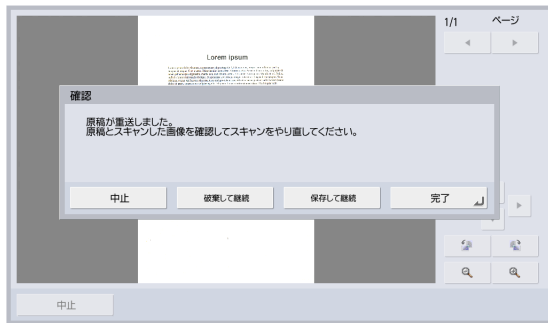 1/1 ページ
Lorem ipsum
確認
原稿が重送しました。
原稿とスキャンした画像を確認してスキャンをやり直してください。
中止
破棄して継続
保存して継続
完了
中止